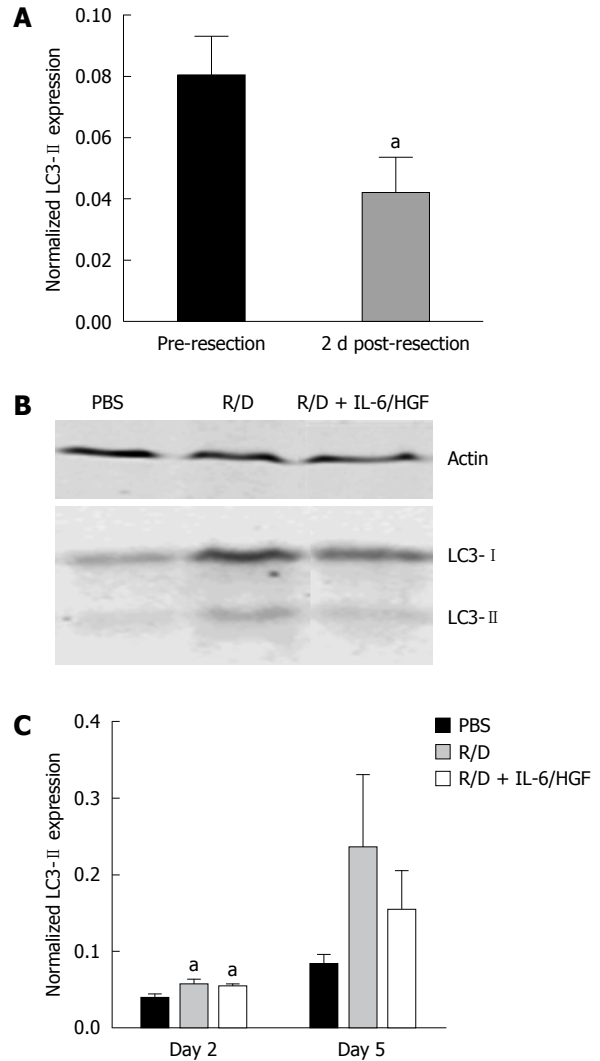 A
Normalized LC3-Ⅱ expression
0.10
0.08
0.06
0.04
0.02
0.00
a
Pre-resection 2 d post-resection
B
PBS R/D R/D + IL-6/HGF
Actin
LC3-Ⅰ
LC3-Ⅱ
C
Normalized LC3-Ⅱ expression
0.4
0.3
0.2
0.1
0.0
PBS
R/D
R/D + IL-6/HGF
a a
Day 2 Day 5